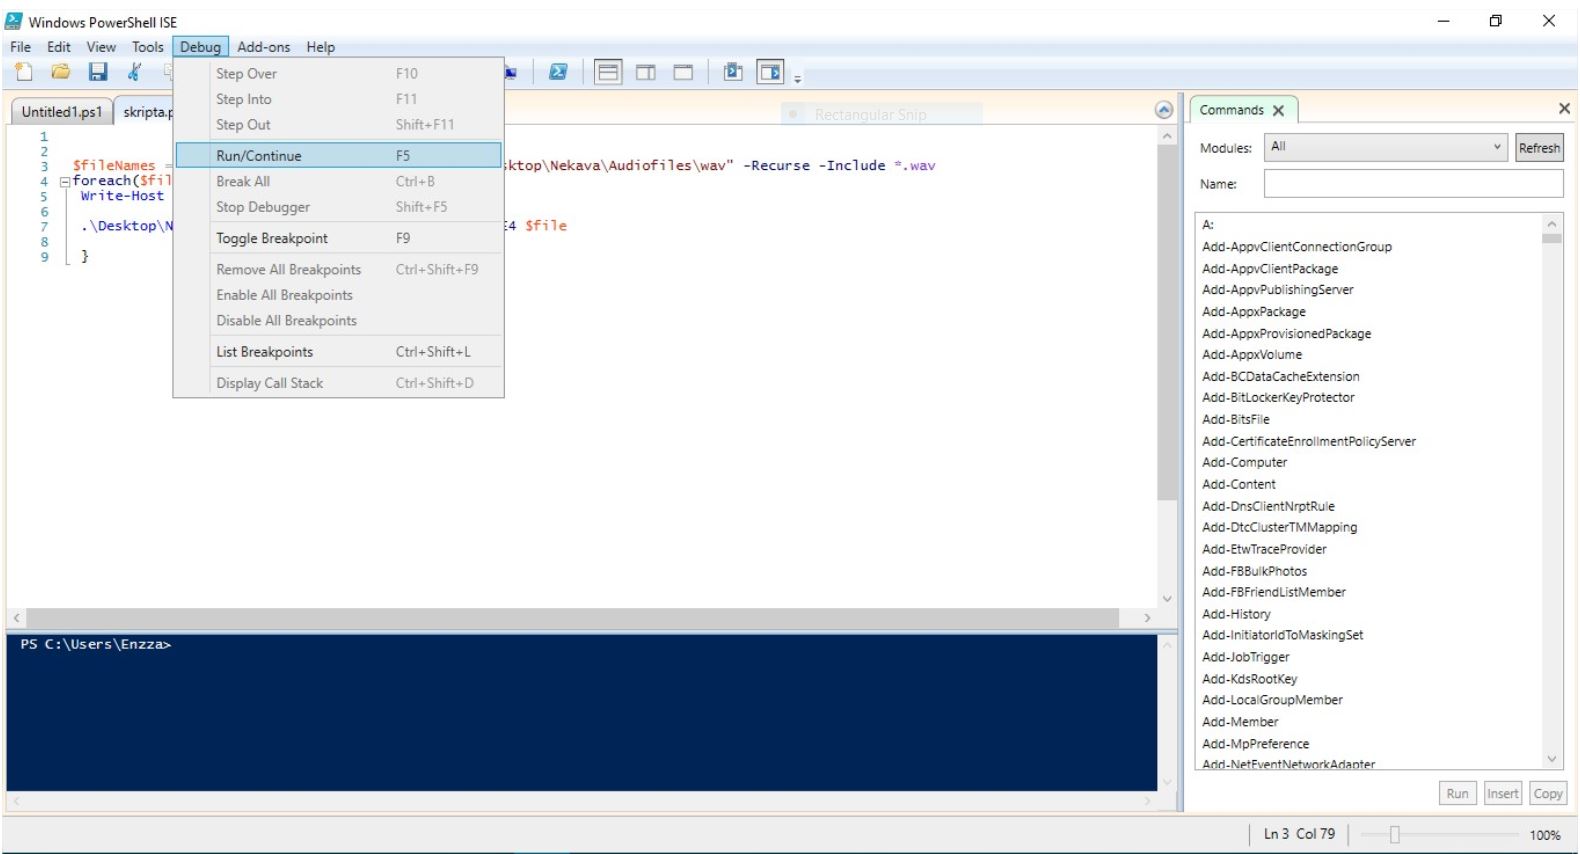 Windows PowerShell ISE
File Edit View Tools Debug Add-ons Help
Untitled1.ps1 skripta.p
Rectangular Snip
Step Over F10
Step Into F11
Step Out Shift+F11
Run/Continue F5
Break All Ctrl+B
Stop Debugger Shift+F5
Toggle Breakpoint F9
Remove All Breakpoints Ctrl+Shift+F9
Enable All Breakpoints
Disable All Breakpoints
List Breakpoints Ctrl+Shift+L
Display Call Stack Ctrl+Shift+D
1
2
3 $fileNames = sktop\Nekava\Audiofiles\wav" -Recurse -Include *.wav
4 foreach($fil
5 Write-Host
6
7 .\Desktop\N E4 $file
8
9 }
PS C:\Users\Enzza>
Commands
Modules: All Refresh
Name:
A:
Add-AppvClientConnectionGroup
Add-AppvClientPackage
Add-AppvPublishingServer
Add-AppxPackage
Add-AppxProvisionedPackage
Add-AppxVolume
Add-BCDataCacheExtension
Add-BitLockerKeyProtector
Add-BitsFile
Add-CertificateEnrollmentPolicyServer
Add-Computer
Add-Content
Add-DnsClientNrptRule
Add-DtcClusterTMMapping
Add-EtwTraceProvider
Add-FBBulkPhotos
Add-FBFriendListMember
Add-History
Add-InitiatorIdToMaskingSet
Add-JobTrigger
Add-KdsRootKey
Add-LocalGroupMember
Add-Member
Add-MpPreference
Add-NetEventNetworkAdapter
Run Insert Copy
Ln 3 Col 79 100%